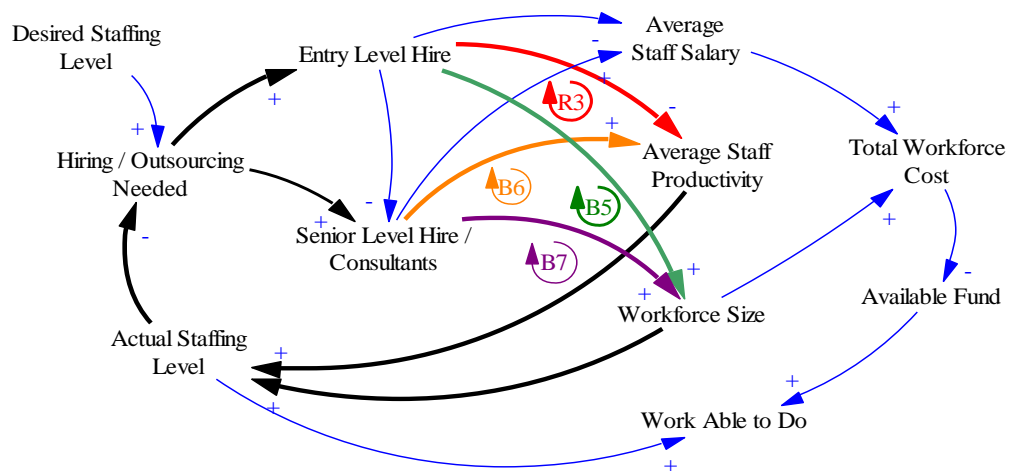 Desired Staffing
Level
Entry Level Hire
Average
Staff Salary
Hiring / Outsourcing
Needed
Average Staff
Productivity
Total Workforce
Cost
Senior Level Hire /
Consultants
Workforce Size
Available Fund
Actual Staffing
Level
Work Able to Do
R3
B6
B5
B7
+
+
+
-
-
-
+
+
-
+
+
+
+
+
-
+
+
+
+